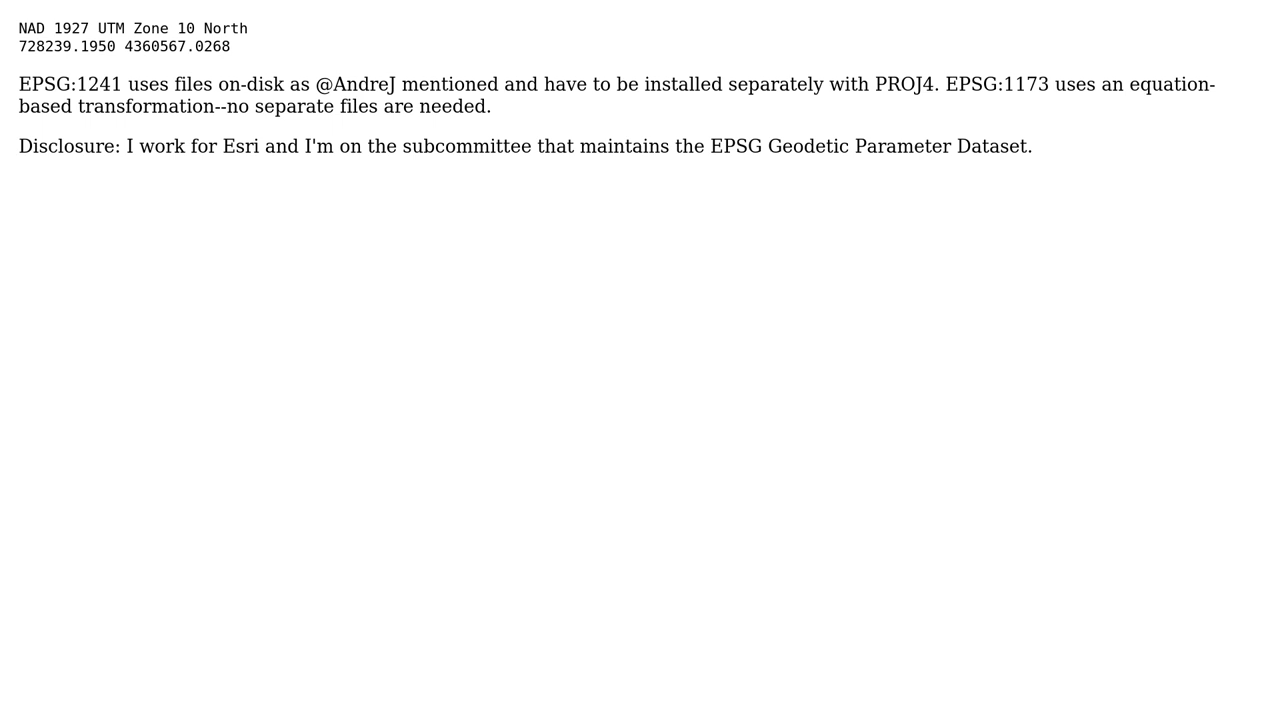 NAD 1927 UTM Zone 10 North
728239.1950 4360567.0268
EPSG:1241 uses files on-disk as @AndreJ mentioned and have to be installed separately with PROJ4. EPSG:1173 uses an equation-
based transformation--no separate files are needed.
Disclosure: I work for Esri and I'm on the subcommittee that maintains the EPSG Geodetic Parameter Dataset.